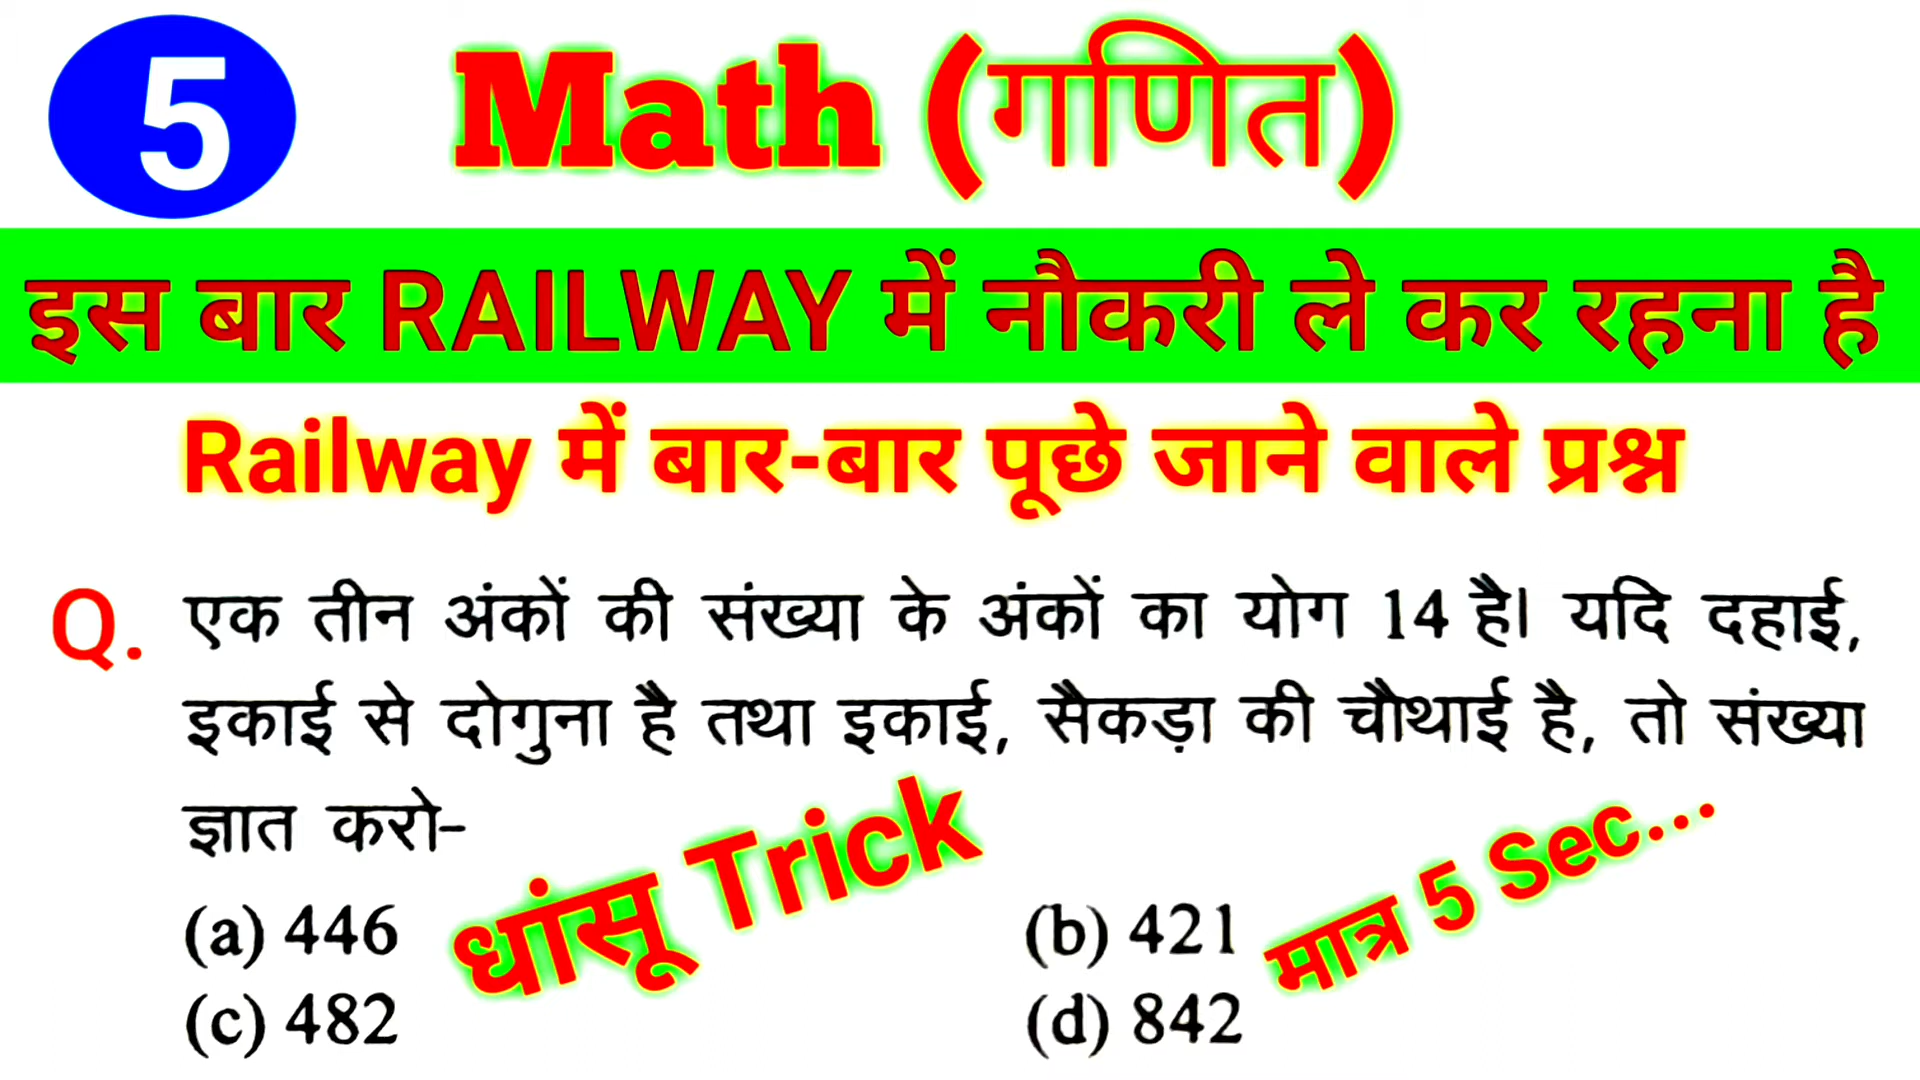 5 Math (गणित)
इस बार RAILWAY में नौकरी ले कर रहना है
Railway में बार-बार पूछे जाने वाले प्रश्न
Q. एक तीन अंकों की संख्या के अंकों का योग 14 है। यदि दहाई,
इकाई से दोगुना है तथा इकाई, सैकड़ा की चौथाई है, तो संख्या
ज्ञात करो-
धांसू Trick
मात्र 5 Sec...
(a) 446 (b) 421
(c) 482 (d) 842